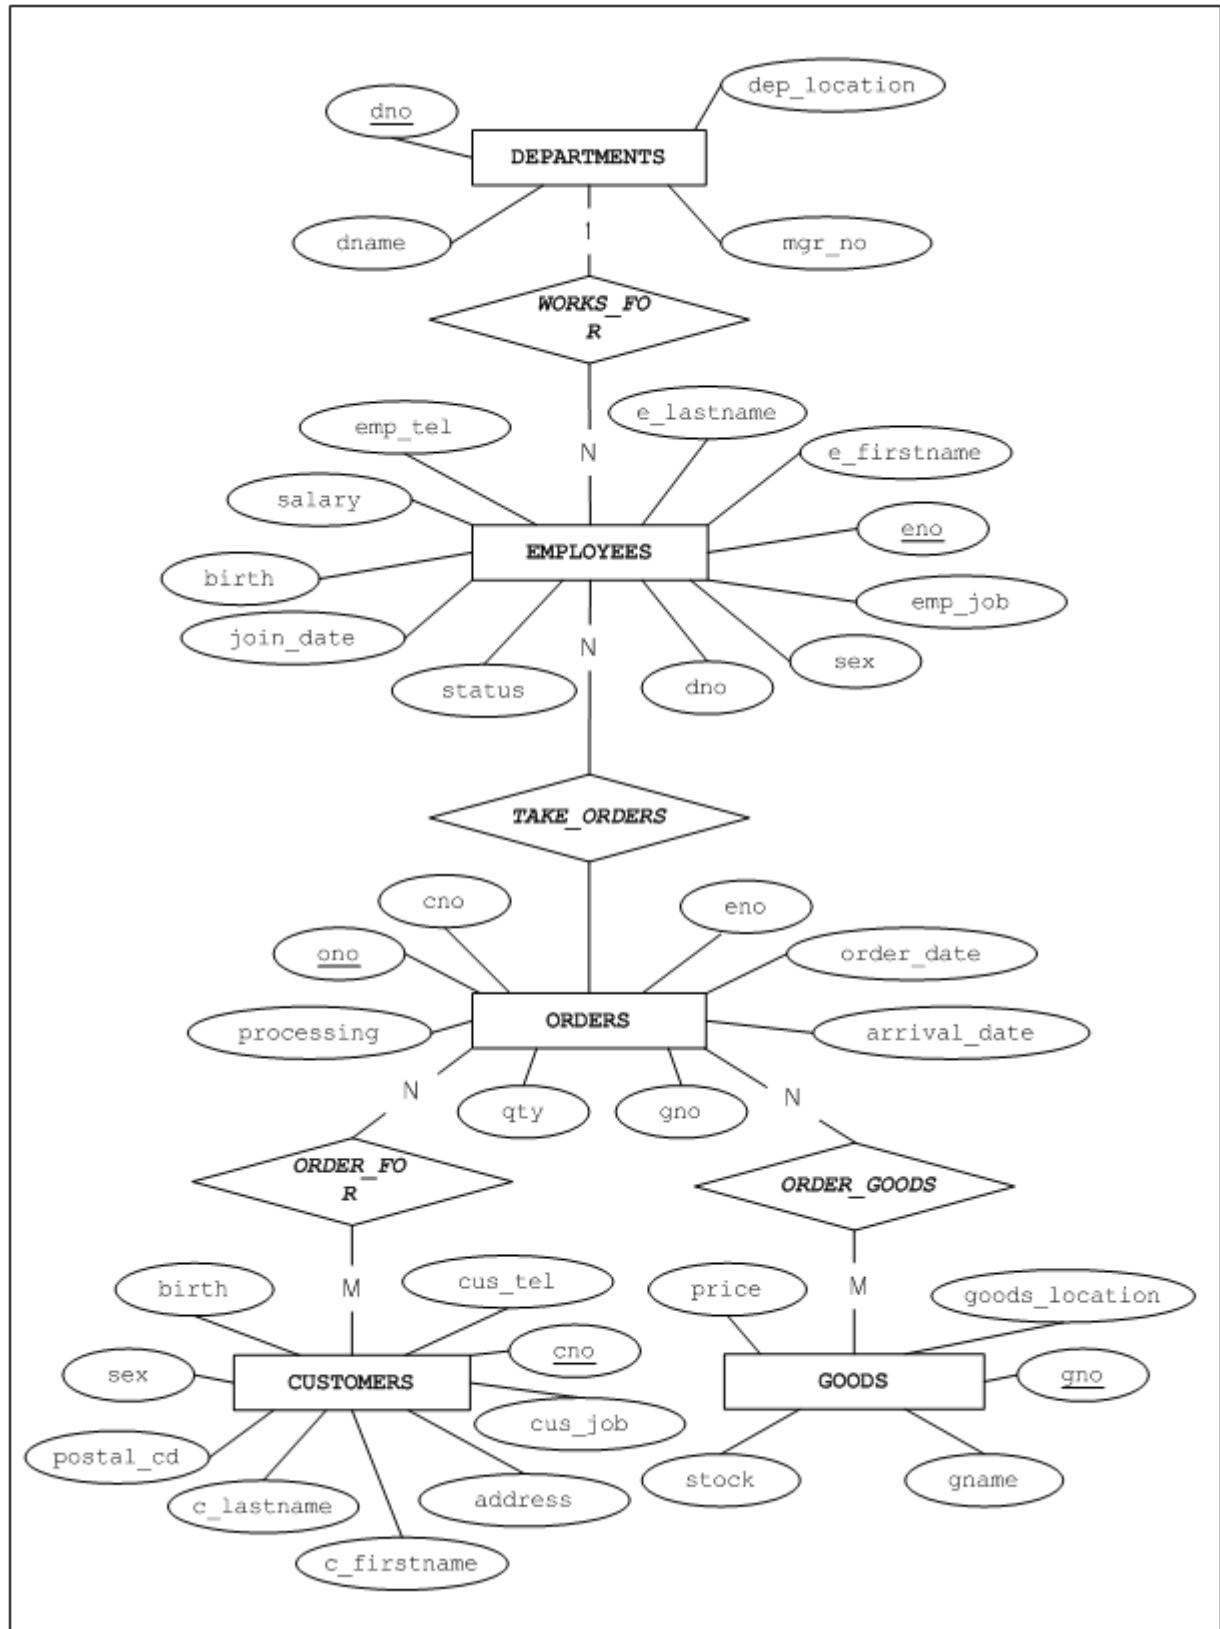 dep_location
dno
DEPARTMENTS
dname
1
mgr_no
WORKS_FO
R
e_lastname
emp_tel
e_firstname
N
salary
eno
EMPLOYEES
birth
emp_job
join_date
N
sex
status
dno
TAKE_ORDERS
cno
eno
ono
order_date
ORDERS
processing
arrival_date
N
N
qty
gno
ORDER_FO
R
ORDER_GOODS
birth
cus_tel
M
price
M
goods_location
cno
sex
CUSTOMERS
GOODS
gno
cus_job
postal_cd
stock
gname
c_lastname
address
c_firstname